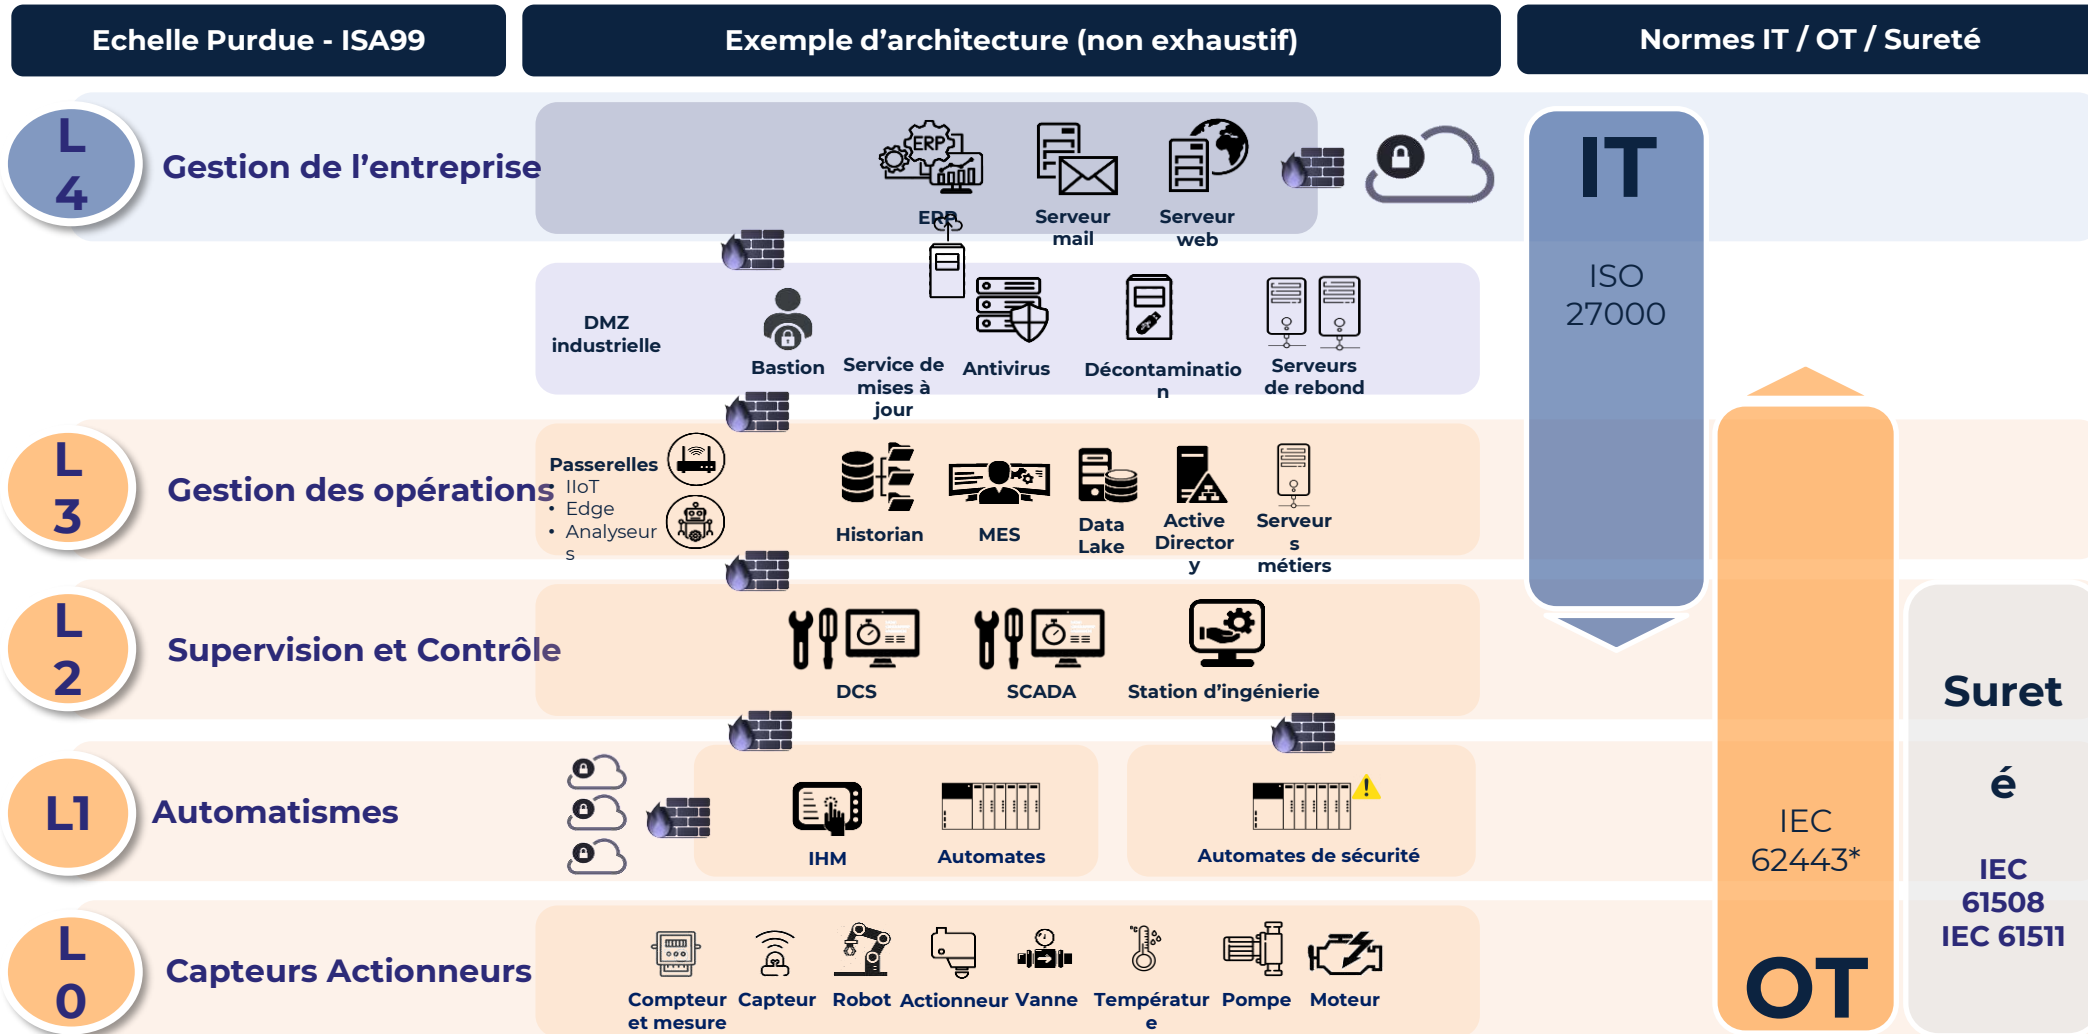 Echelle Purdue - ISA99
Exemple d’architecture (non exhaustif)
Normes IT / OT / Sureté
L
4
Gestion de l’entreprise
ERP
ERP
Serveur
mail
Serveur
web
DMZ
industrielle
Bastion
Service de
mises à
jour
Antivirus
Décontaminatio
n
Serveurs
de rebond
L
3
Gestion des opérations
Passerelles
• IIoT
• Edge
• Analyseur
s
Historian
MES
Data
Lake
Active
Director
y
Serveur
s
métiers
L
2
Supervision et Contrôle
DCS
SCADA
Station d’ingénierie
L1
Automatismes
IHM
Automates
Automates de sécurité
L
0
Capteurs Actionneurs
Compteur
et mesure
Capteur
Robot
Actionneur
Vanne
Températur
e
Pompe
Moteur
IT
ISO
27000
IEC
62443*
OT
Suret
é
IEC
61508
IEC 61511